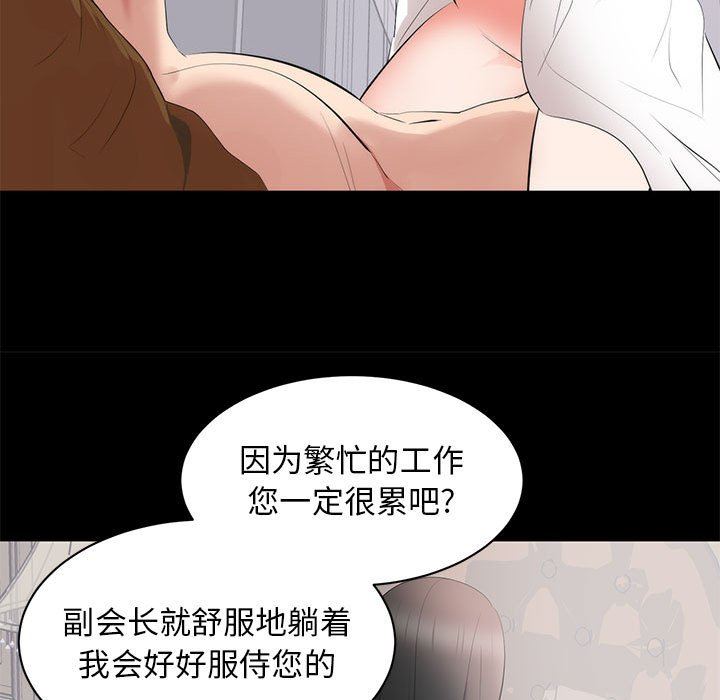 因为繁忙的工作
您一定很累吧?
副会长就舒服地躺着
我会好好服侍您的